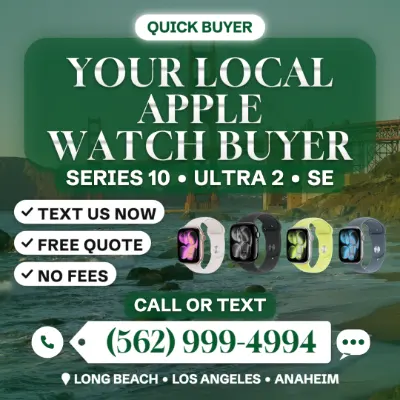 QUICK BUYER
YOUR LOCAL
APPLE
WATCH BUYER
SERIES 10 • ULTRA 2 • SE
TEXT US NOW
FREE QUOTE
NO FEES
CALL OR TEXT
(562) 999-4994
LONG BEACH • LOS ANGELES • ANAHEIM